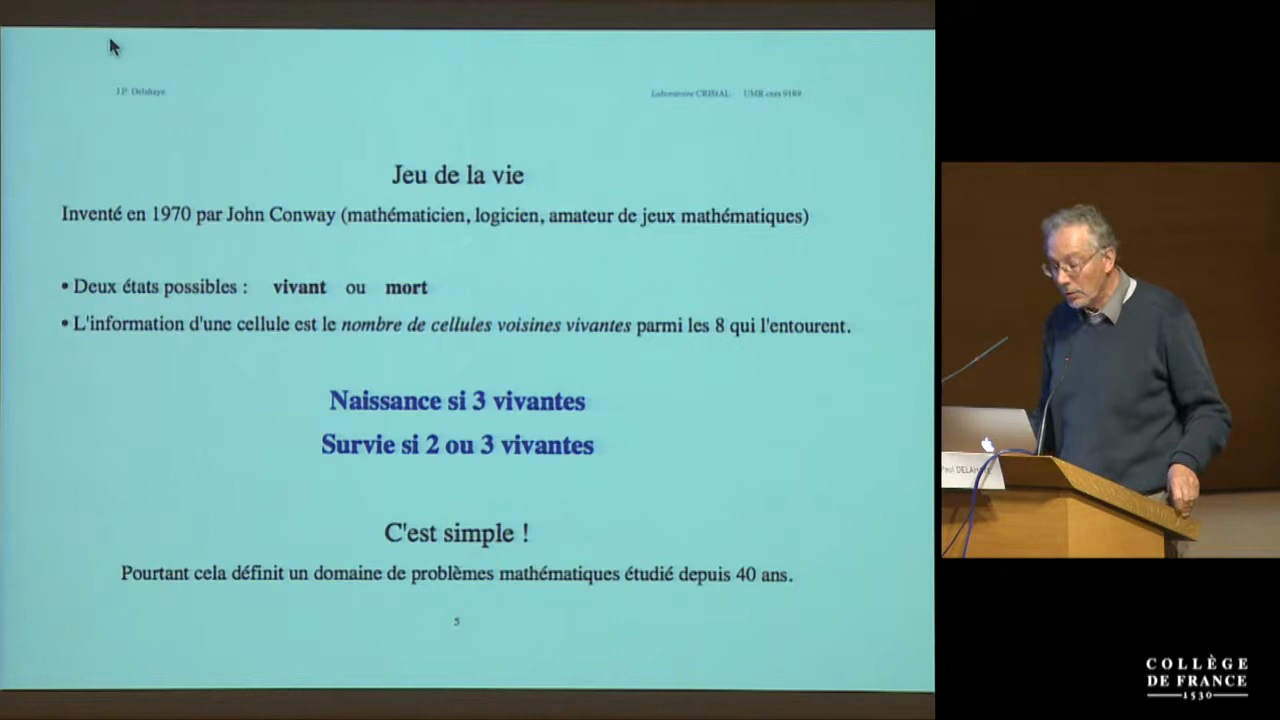 J.P. Delahaye
Laboratoire CRIStAL UMR cnrs 9189
Jeu de la vie
Inventé en 1970 par John Conway (mathématicien, logicien, amateur de jeux mathématiques)
• Deux états possibles : vivant ou mort
• L'information d'une cellule est le nombre de cellules voisines vivantes parmi les 8 qui l'entourent.
Naissance si 3 vivantes
Survie si 2 ou 3 vivantes
C'est simple !
Pourtant cela définit un domaine de problèmes mathématiques étudié depuis 40 ans.
5
COLLÈGE
DE FRANCE
1530